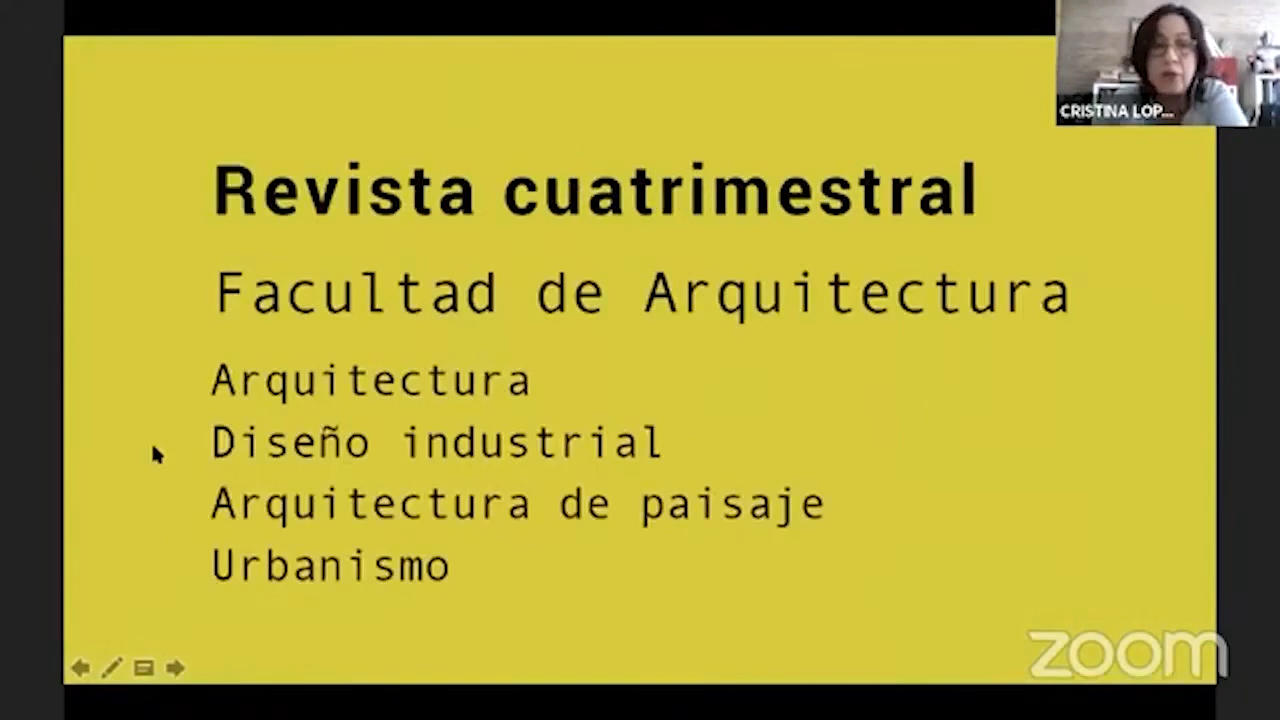 CRISTINA LOP...
Revista cuatrimestral
Facultad de Arquitectura
Arquitectura
Diseño industrial
Arquitectura de paisaje
Urbanismo
zoom